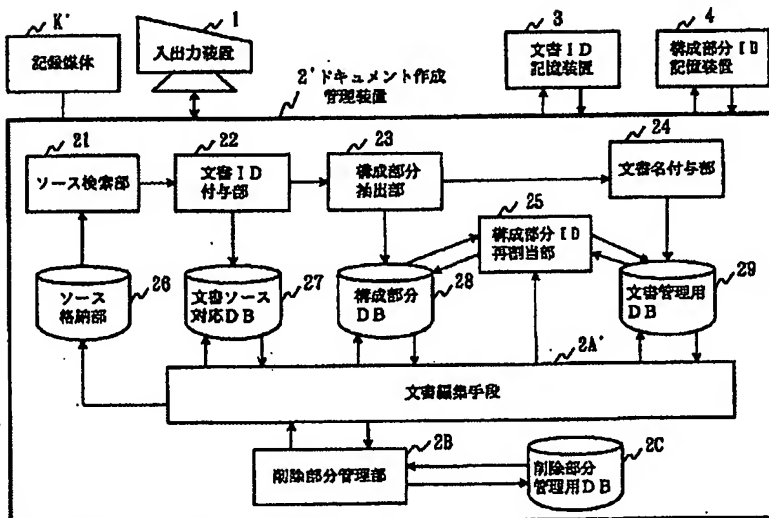 K'
記録媒体
1
入出力装置
2' ドキュメント作成
管理装置
3
文書ID
記憶装置
4
構成部分ID
記憶装置
21
ソース検索部
22
文書ID
付与部
23
構成部分
抽出部
24
文書名付与部
25
構成部分ID
再割当部
ソース
格納部
26
文書ソース
対応DB
27
構成部分
DB
28
文書管理用
DB
29
2A'
文書編集手段
2B
削除部分管理部
2C
削除部分
管理用DB